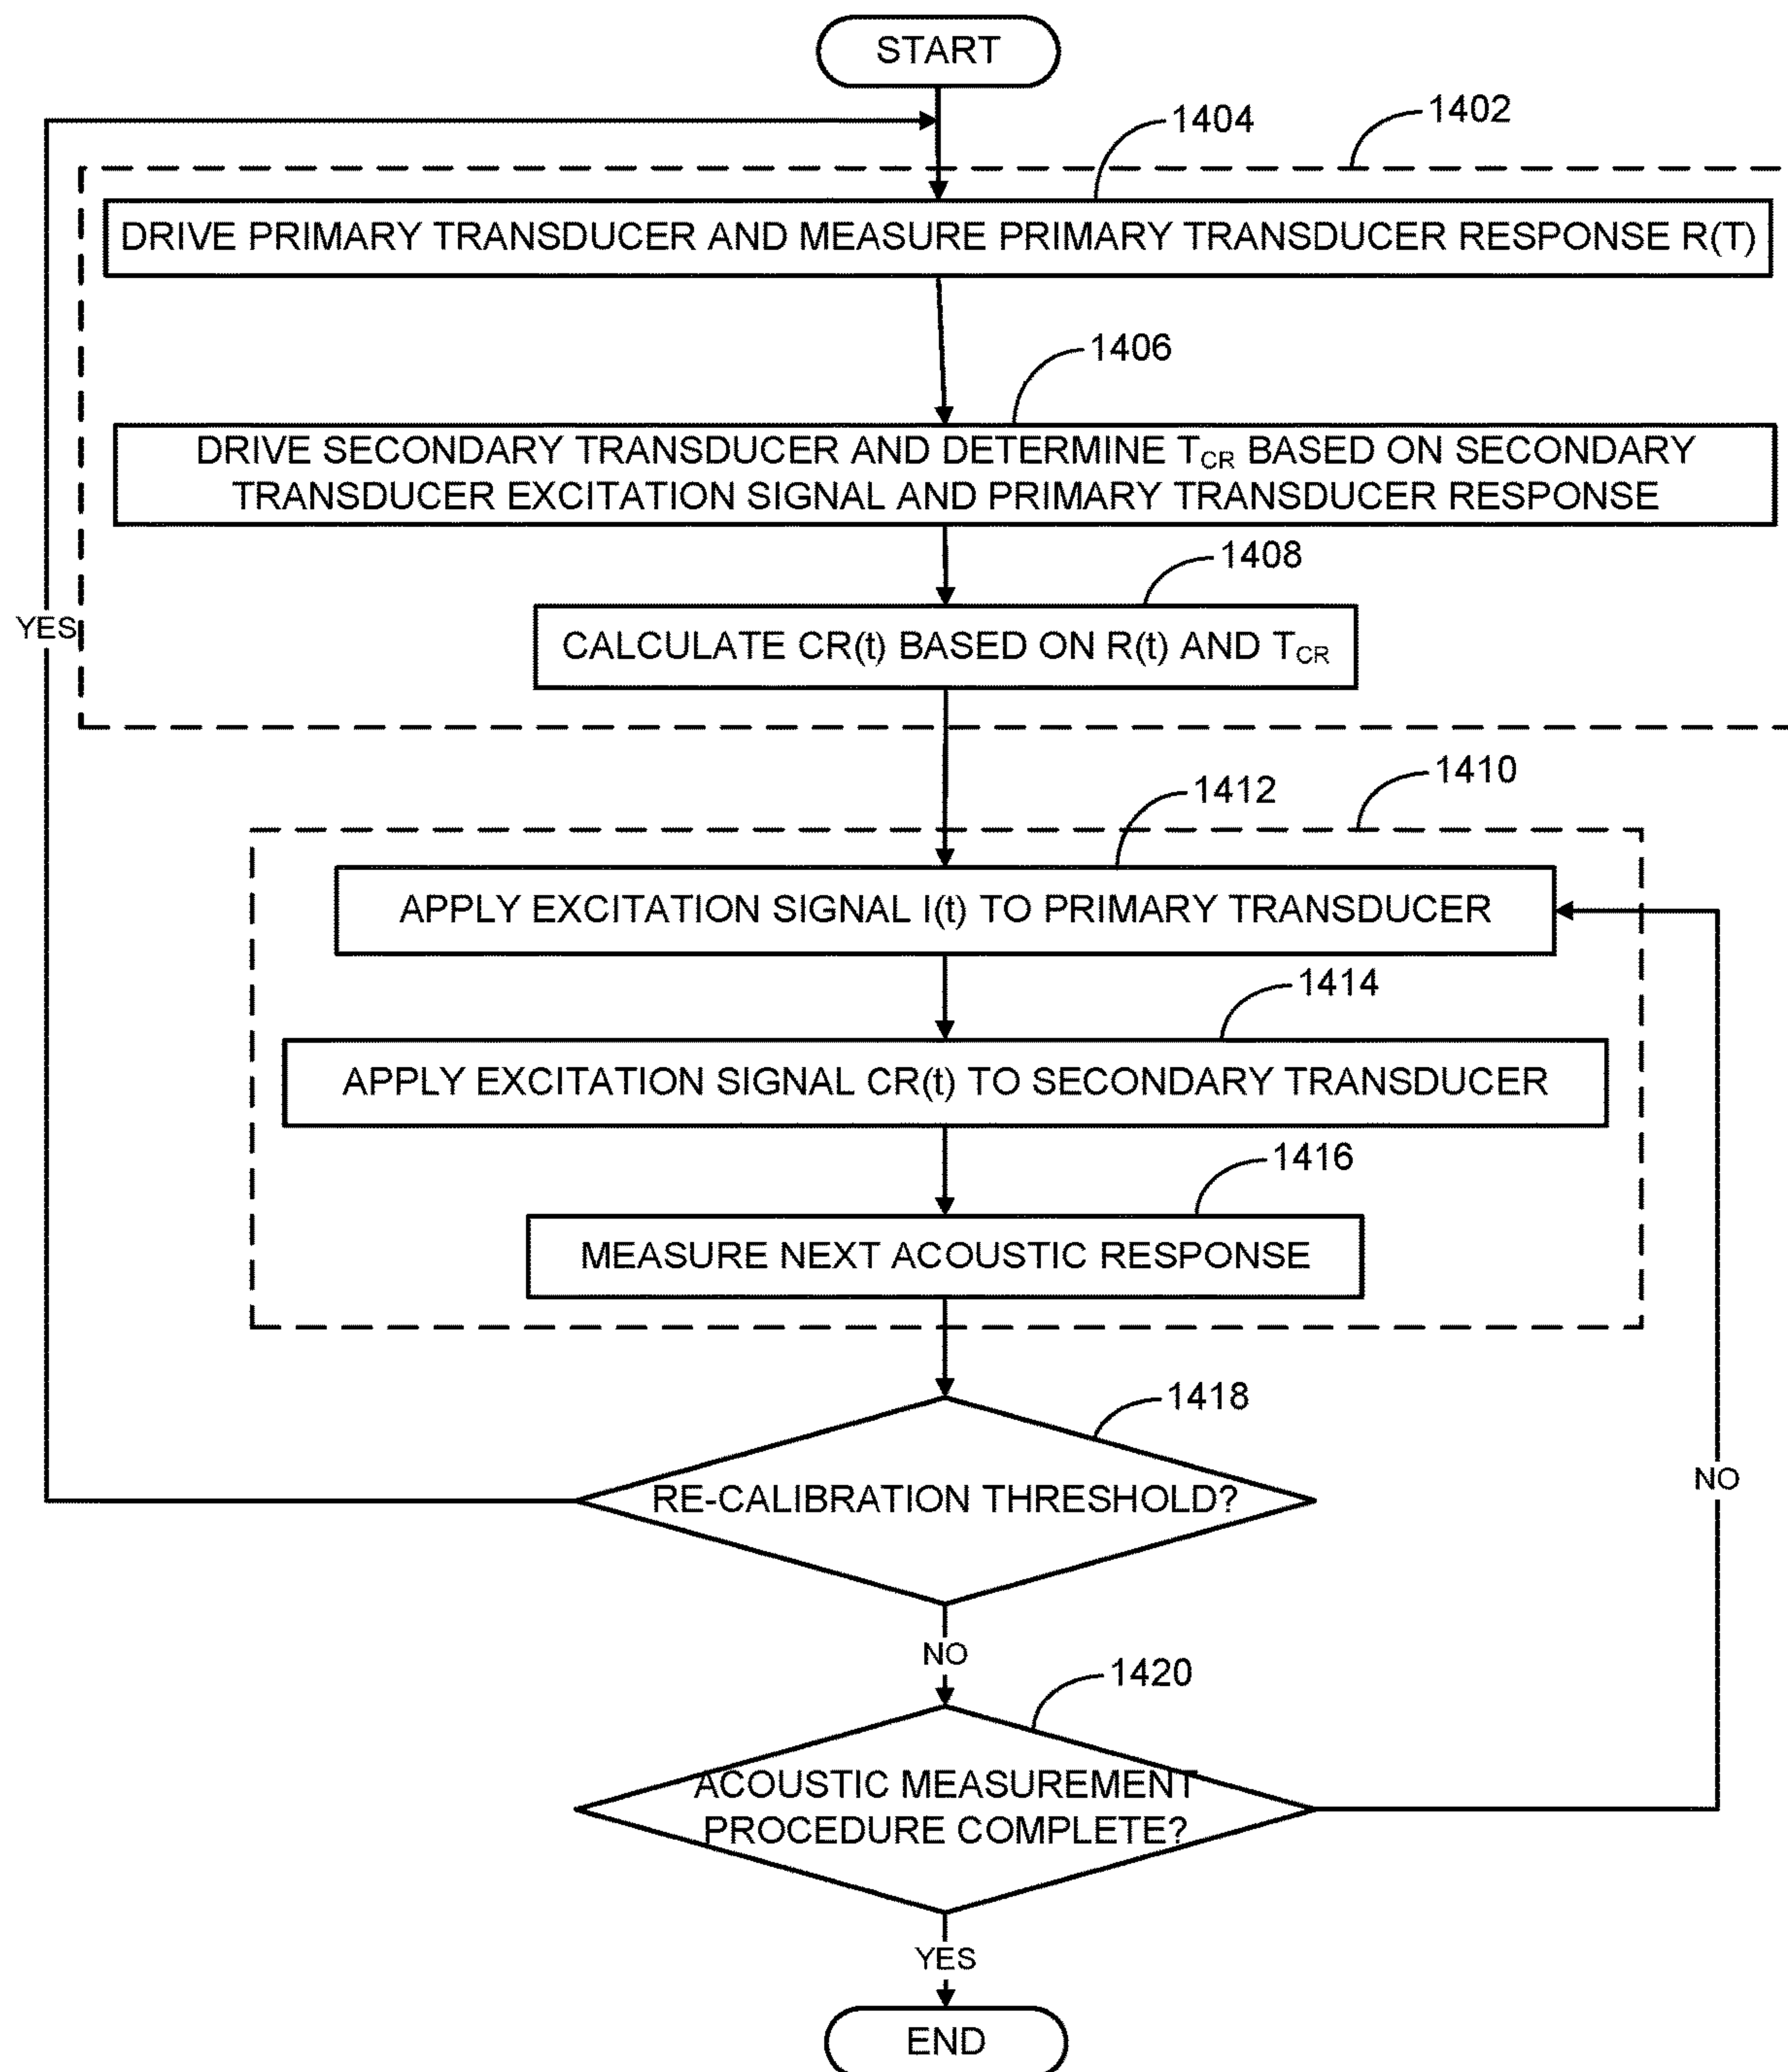 START
1402
1404
DRIVE PRIMARY TRANSDUCER AND MEASURE PRIMARY TRANSDUCER RESPONSE R(T)
1406
DRIVE SECONDARY TRANSDUCER AND DETERMINE T_CR BASED ON SECONDARY
TRANSDUCER EXCITATION SIGNAL AND PRIMARY TRANSDUCER RESPONSE
1408
YES
CALCULATE CR(t) BASED ON R(t) AND T_CR
1410
1412
APPLY EXCITATION SIGNAL I(t) TO PRIMARY TRANSDUCER
1414
APPLY EXCITATION SIGNAL CR(t) TO SECONDARY TRANSDUCER
1416
MEASURE NEXT ACOUSTIC RESPONSE
1418
RE-CALIBRATION THRESHOLD?
NO
NO
1420
ACOUSTIC MEASUREMENT
PROCEDURE COMPLETE?
YES
END